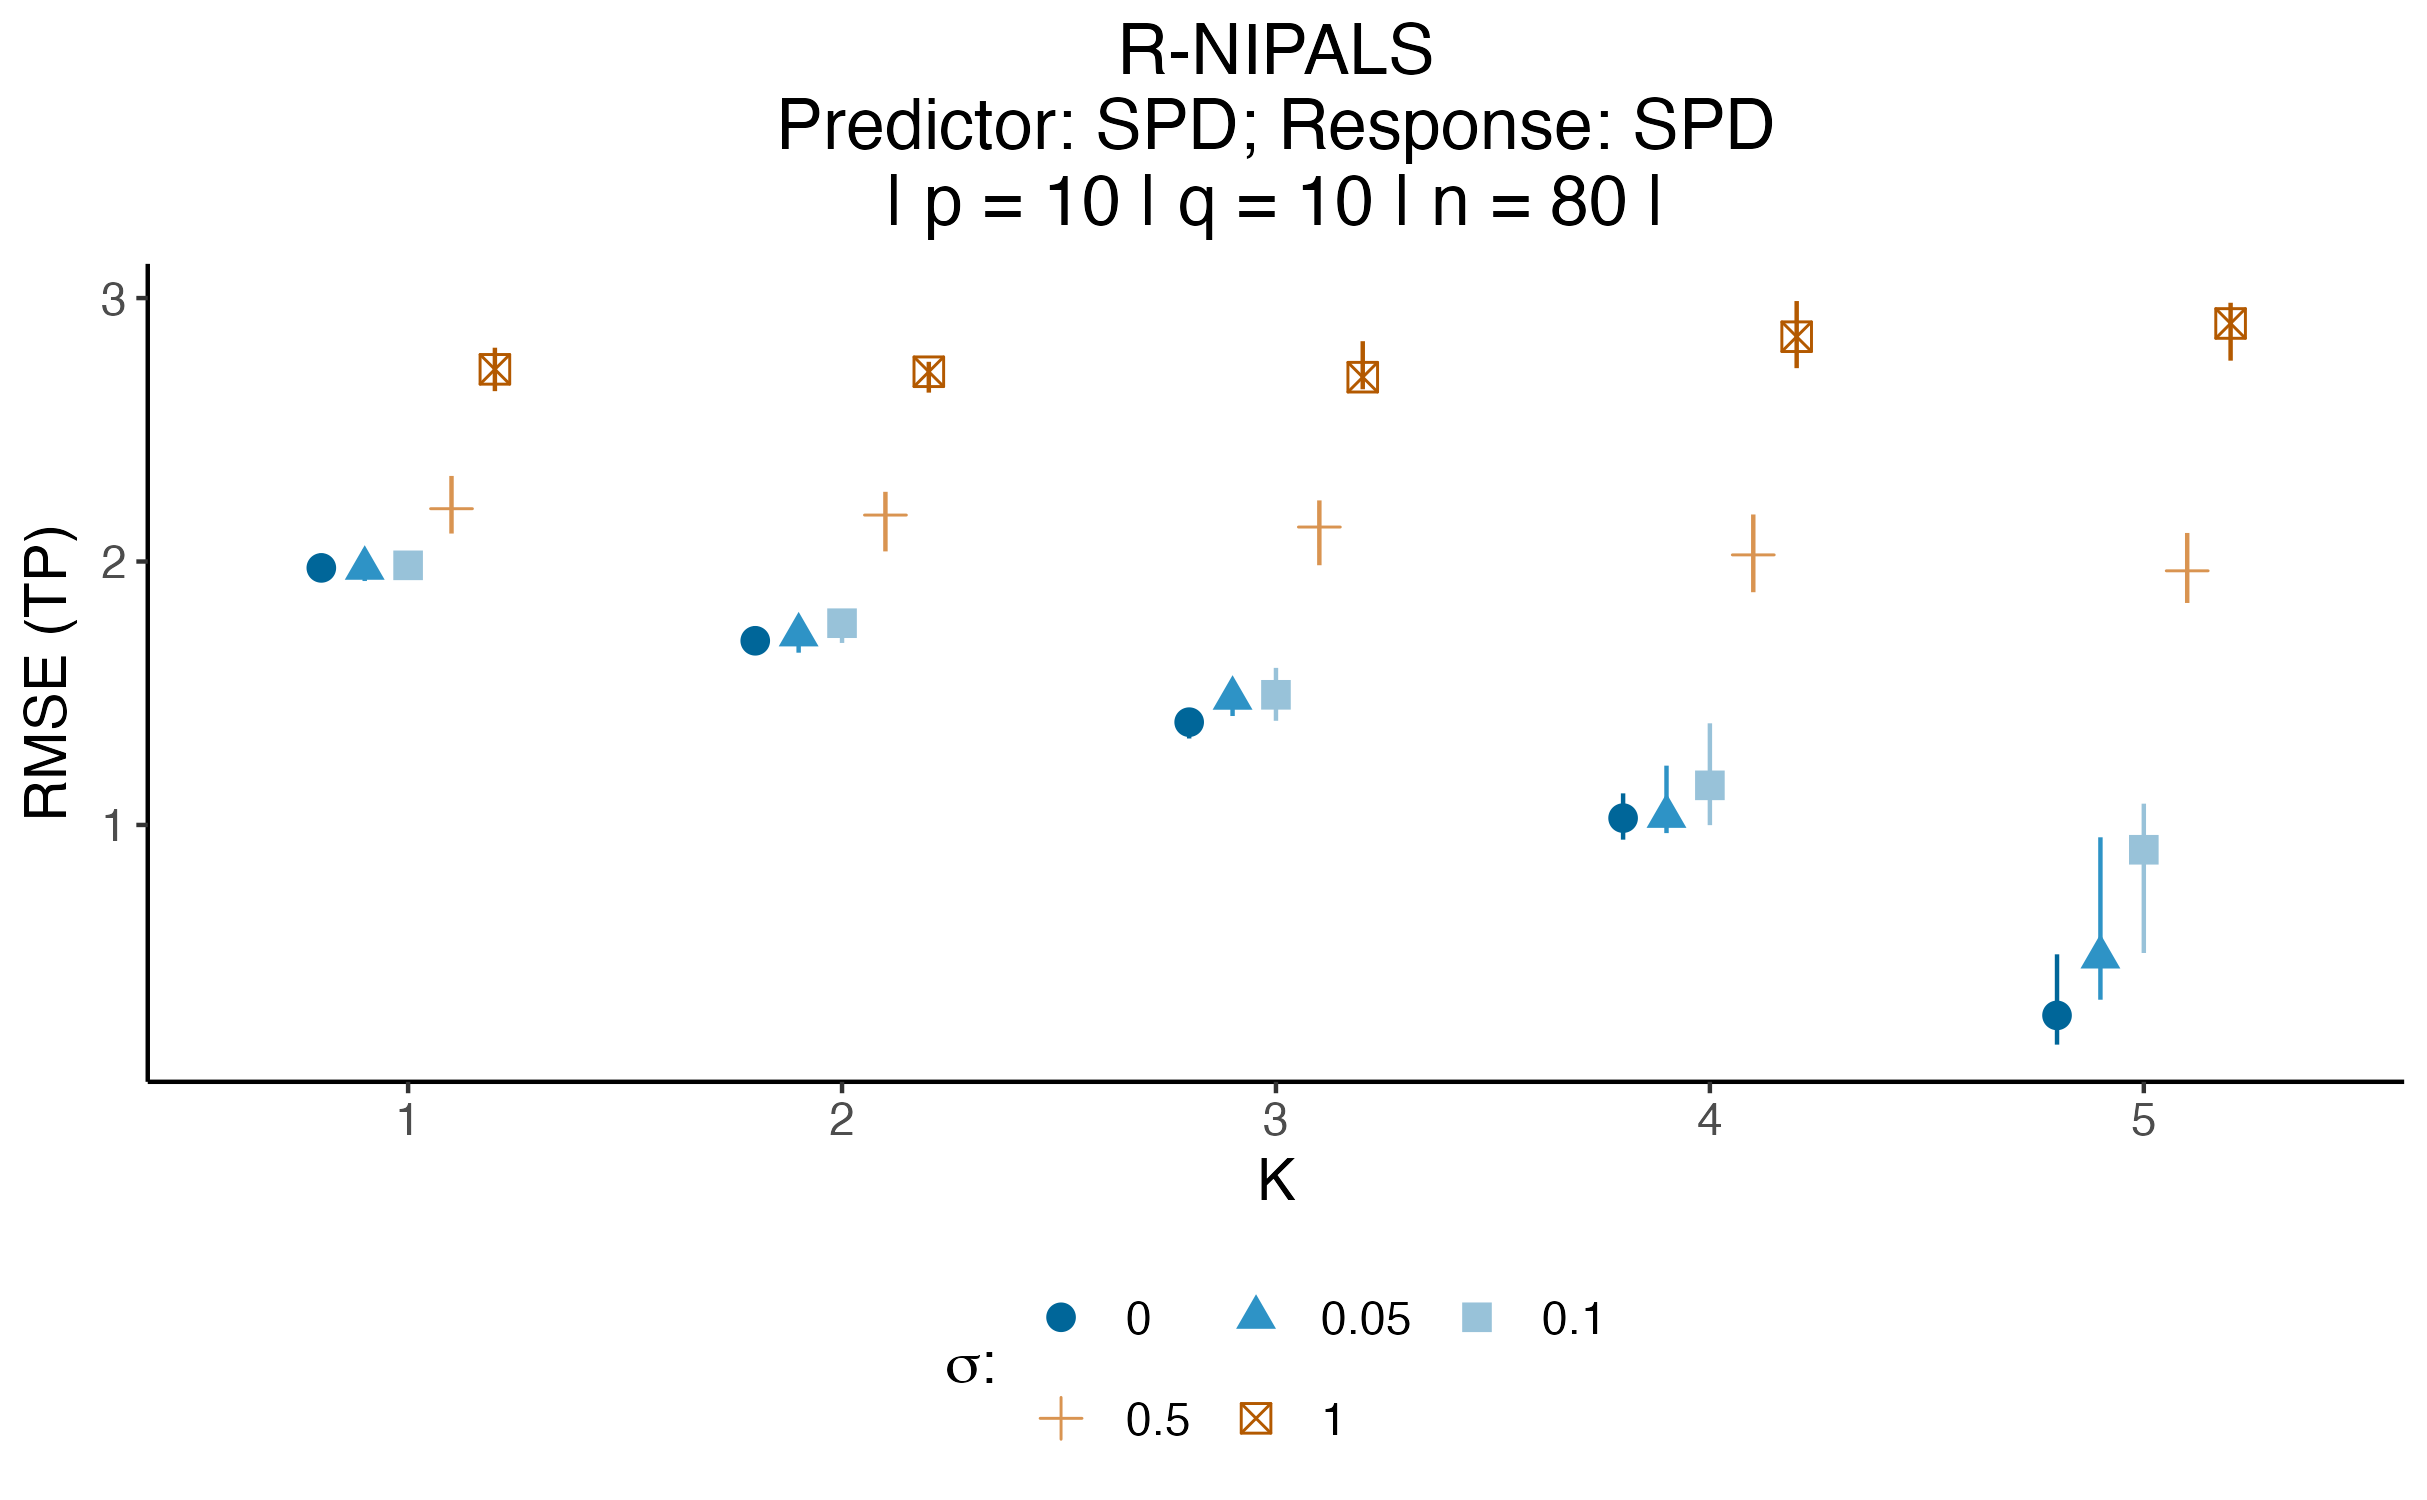 R-NIPALS
Predictor: SPD; Response: SPD
| p = 10 | q = 10 | n = 80 |
RMSE (TP)
3
2
1
1 2 3 4 5
K
σ:
0 0.05 0.1
0.5 1